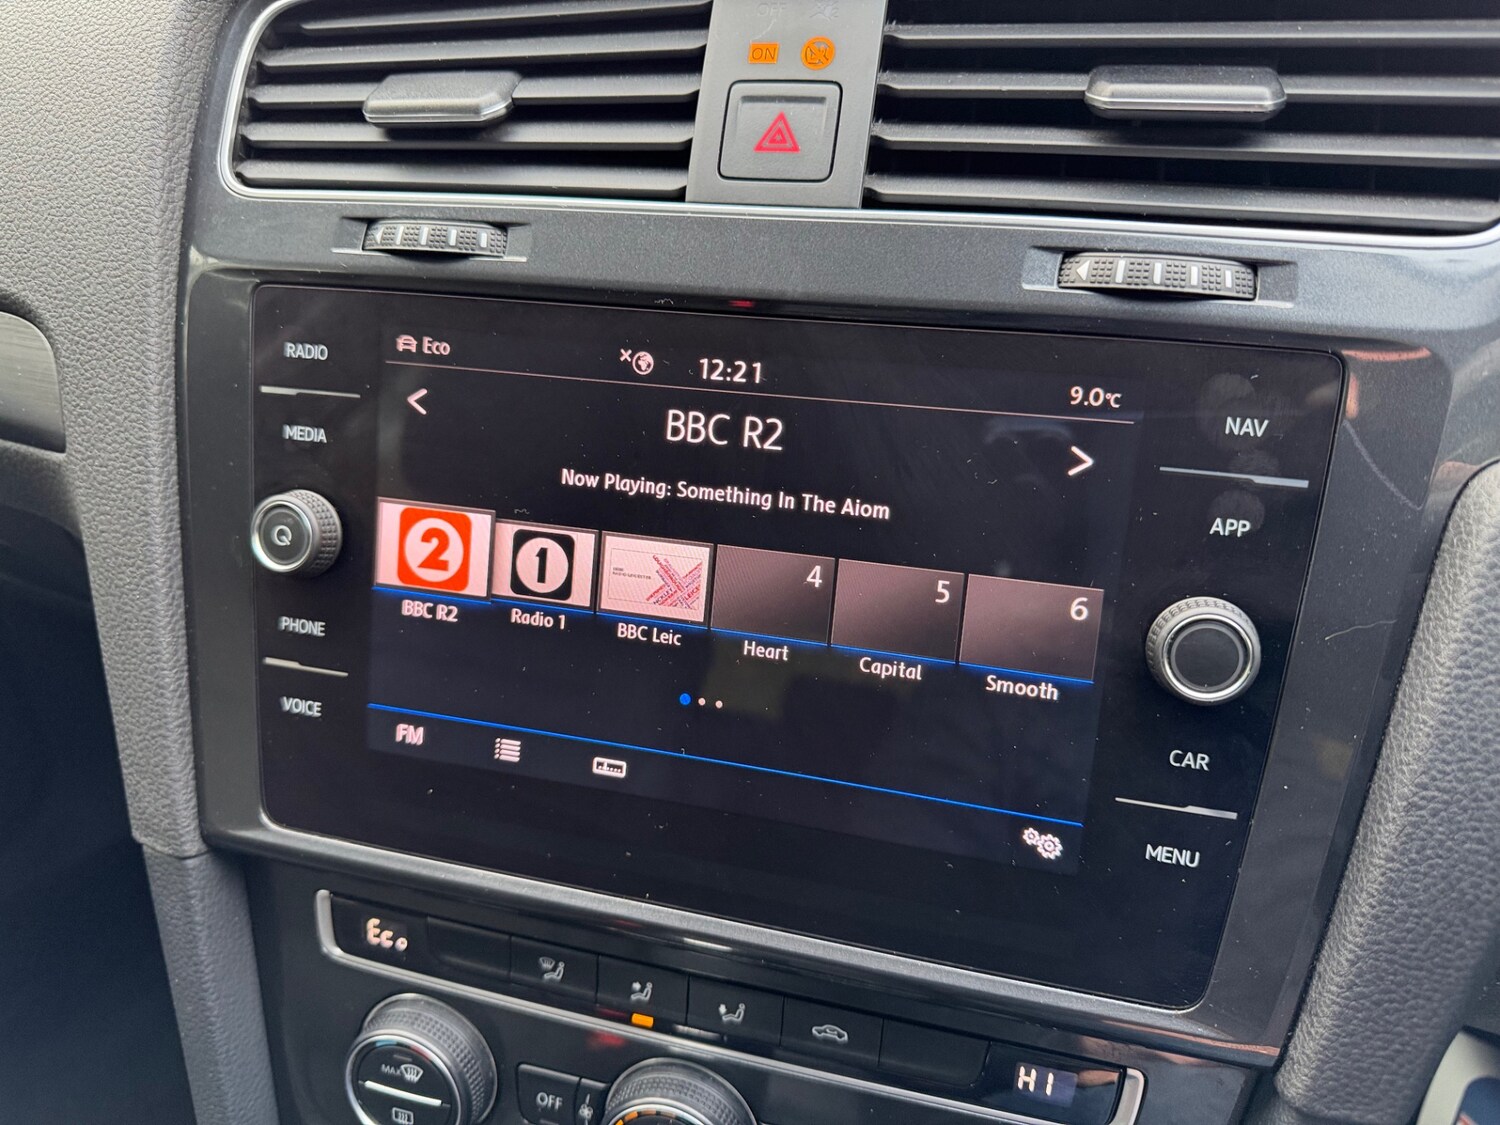 ON
RADIO
MEDIA
PHONE
VOICE
Eco
12:21
9.0°C
BBC R2
Now Playing: Something In The Aiom
2
1
4
5
6
BBC R2
Radio 1
BBC Leic
Heart
Capital
Smooth
FM
NAV
APP
CAR
MENU
Eco
HI
MAX
OFF